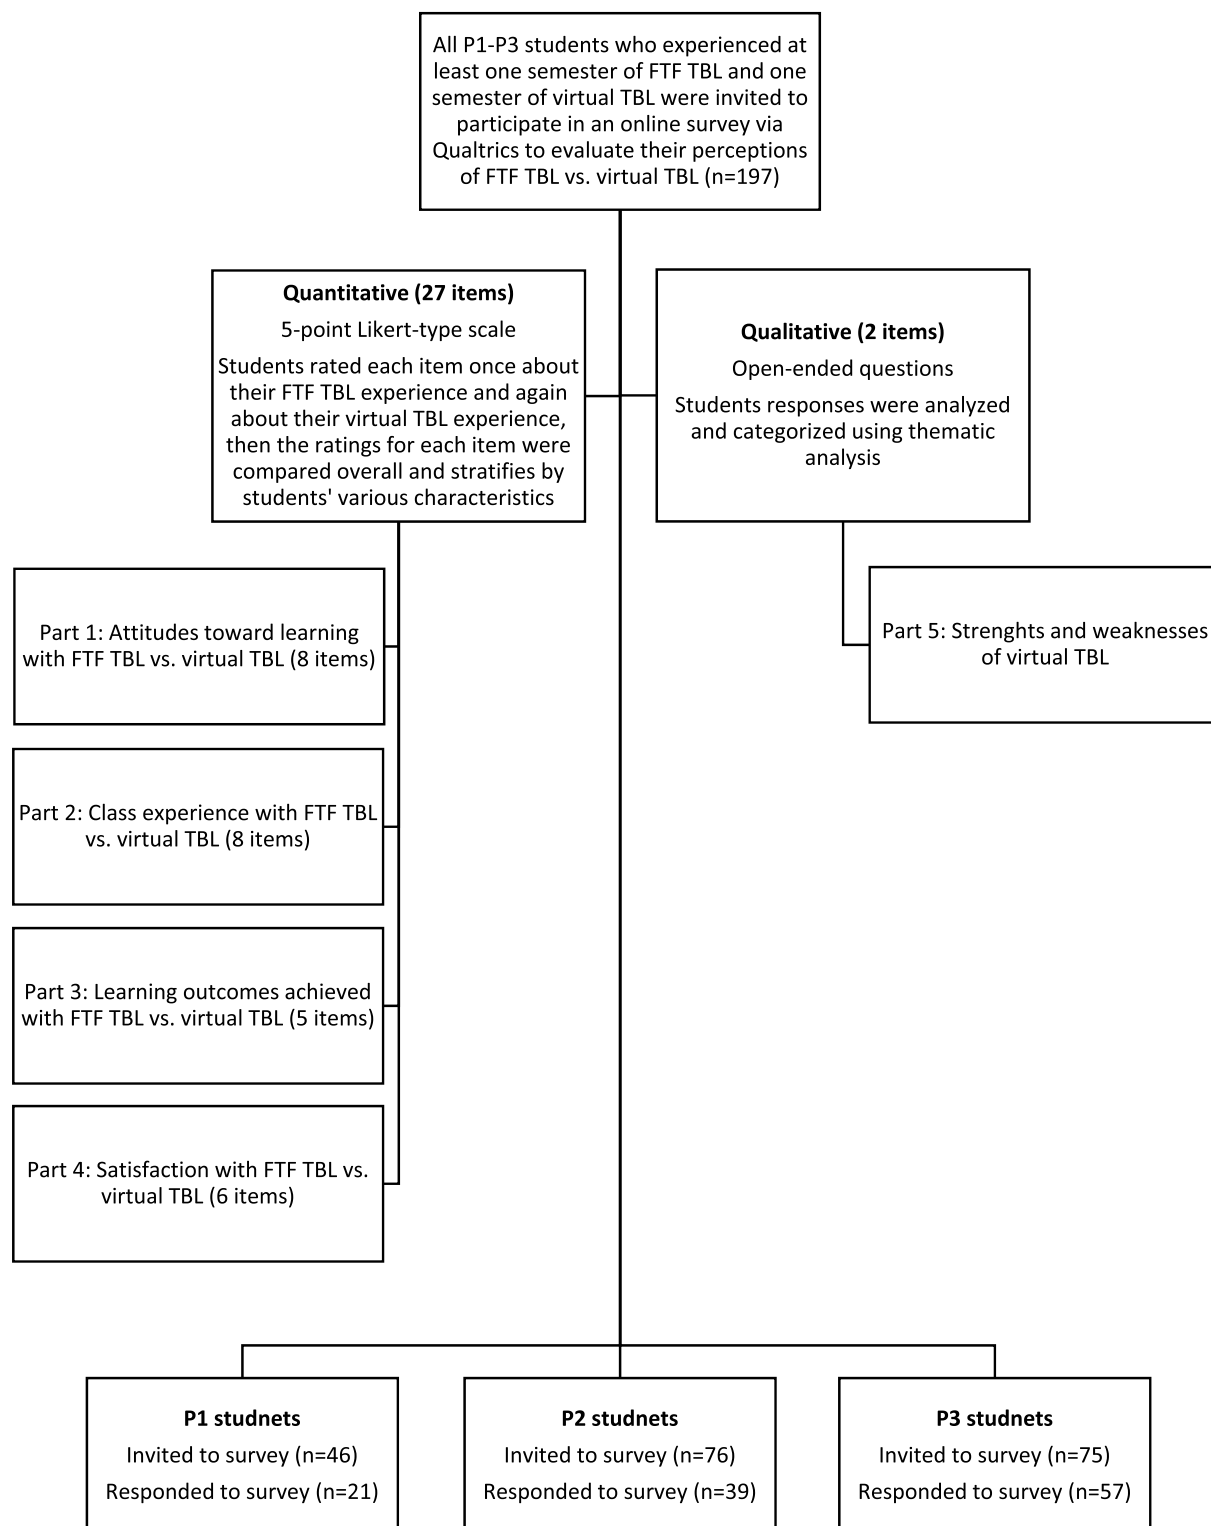 All P1-P3 students who experienced at
least one semester of FTF TBL and one
semester of virtual TBL were invited to
participate in an online survey via
Qualtrics to evaluate their perceptions
of FTF TBL vs. virtual TBL (n=197)
Quantitative (27 items)
5-point Likert-type scale
Students rated each item once about
their FTF TBL experience and again
about their virtual TBL experience,
then the ratings for each item were
compared overall and stratifies by
students' various characteristics
Qualitative (2 items)
Open-ended questions
Students responses were analyzed
and categorized using thematic
analysis
Part 1: Attitudes toward learning
with FTF TBL vs. virtual TBL (8 items)
Part 5: Strenghts and weaknesses
of virtual TBL
Part 2: Class experience with FTF TBL
vs. virtual TBL (8 items)
Part 3: Learning outcomes achieved
with FTF TBL vs. virtual TBL (5 items)
Part 4: Satisfaction with FTF TBL vs.
virtual TBL (6 items)
P1 studnets
Invited to survey (n=46)
Responded to survey (n=21)
P2 studnets
Invited to survey (n=76)
Responded to survey (n=39)
P3 studnets
Invited to survey (n=75)
Responded to survey (n=57)